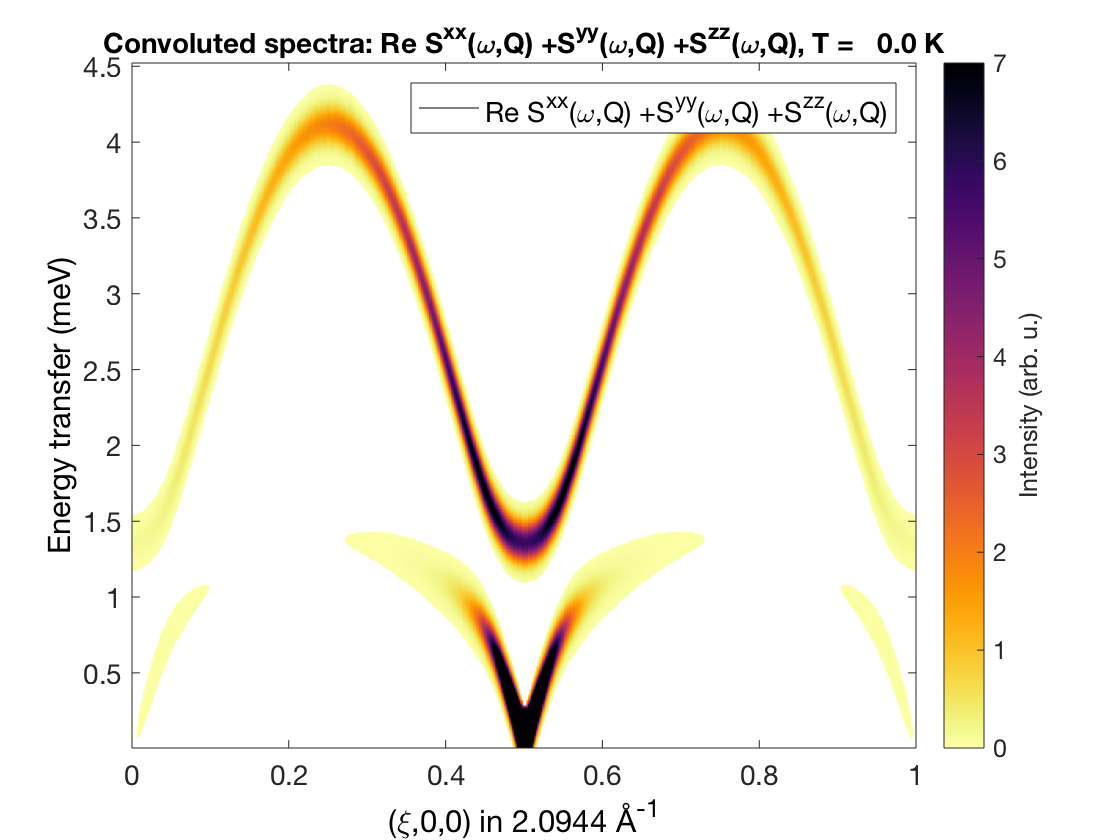 Convoluted spectra: Re S^xx(ω,Q) +S^yy(ω,Q) +S^zz(ω,Q), T =   0.0 K
Re S^xx(ω,Q) +S^yy(ω,Q) +S^zz(ω,Q)
4.5
4
3.5
3
2.5
2
1.5
1
0.5
Energy transfer (meV)
0 0.2 0.4 0.6 0.8 1
(ξ,0,0) in 2.0944 Å^-1
7
6
5
4
3
2
1
0
Intensity (arb. u.)